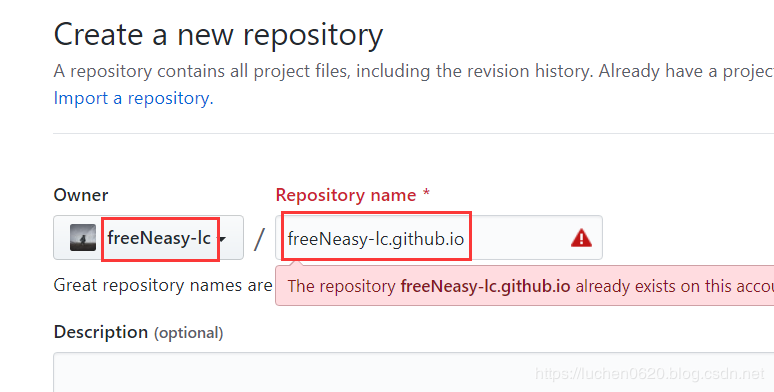 Create a new repository
A repository contains all project files, including the revision history. Already have a projec
Import a repository.
Owner
Repository name *
freeNeasy-lc
/
freeNeasy-lc.github.io
Great repository names are
The repository freeNeasy-lc.github.io already exists on this accou
Description (optional)
https://luchen0620.blog.csdn.net